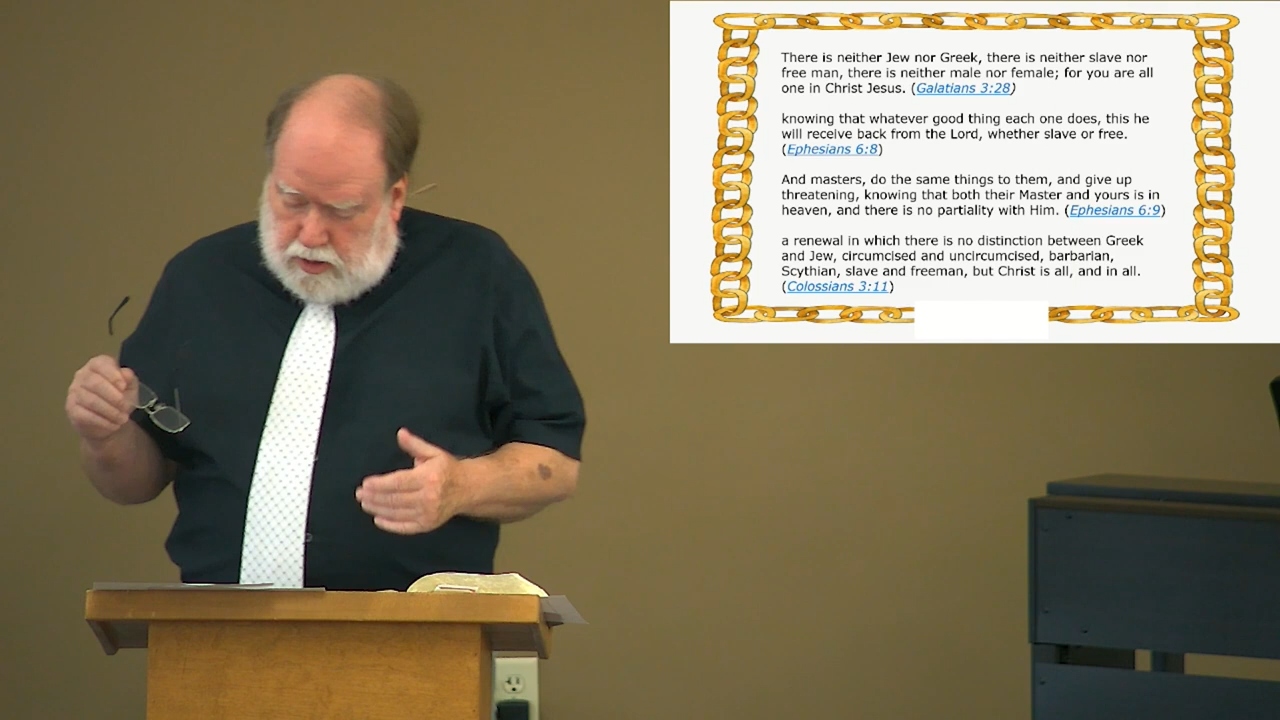 There is neither Jew nor Greek, there is neither slave nor
free man, there is neither male nor female; for you are all
one in Christ Jesus. (Galatians 3:28)
knowing that whatever good thing each one does, this he
will receive back from the Lord, whether slave or free.
(Ephesians 6:8)
And masters, do the same things to them, and give up
threatening, knowing that both their Master and yours is in
heaven, and there is no partiality with Him. (Ephesians 6:9)
a renewal in which there is no distinction between Greek
and Jew, circumcised and uncircumcised, barbarian,
Scythian, slave and freeman, but Christ is all, and in all.
(Colossians 3:11)